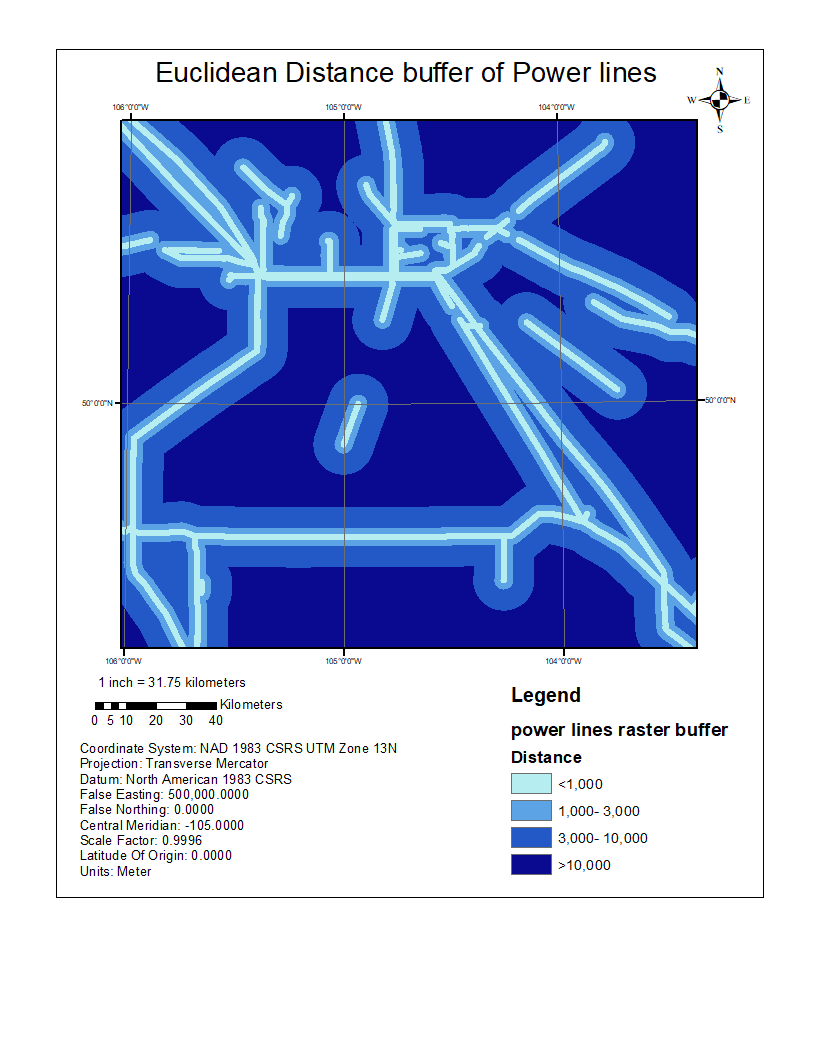 Euclidean Distance buffer of Power lines
N
W E
S
106°0'0"W 105°0'0"W 104°0'0"W
50°0'0"N 50°0'0"N
106°0'0"W 105°0'0"W 104°0'0"W
1 inch = 31.75 kilometers
Kilometers
0 5 10 20 30 40
Coordinate System: NAD 1983 CSRS UTM Zone 13N
Projection: Transverse Mercator
Datum: North American 1983 CSRS
False Easting: 500,000.0000
False Northing: 0.0000
Central Meridian: -105.0000
Scale Factor: 0.9996
Latitude Of Origin: 0.0000
Units: Meter
Legend
power lines raster buffer
Distance
<1,000
1,000- 3,000
3,000- 10,000
>10,000